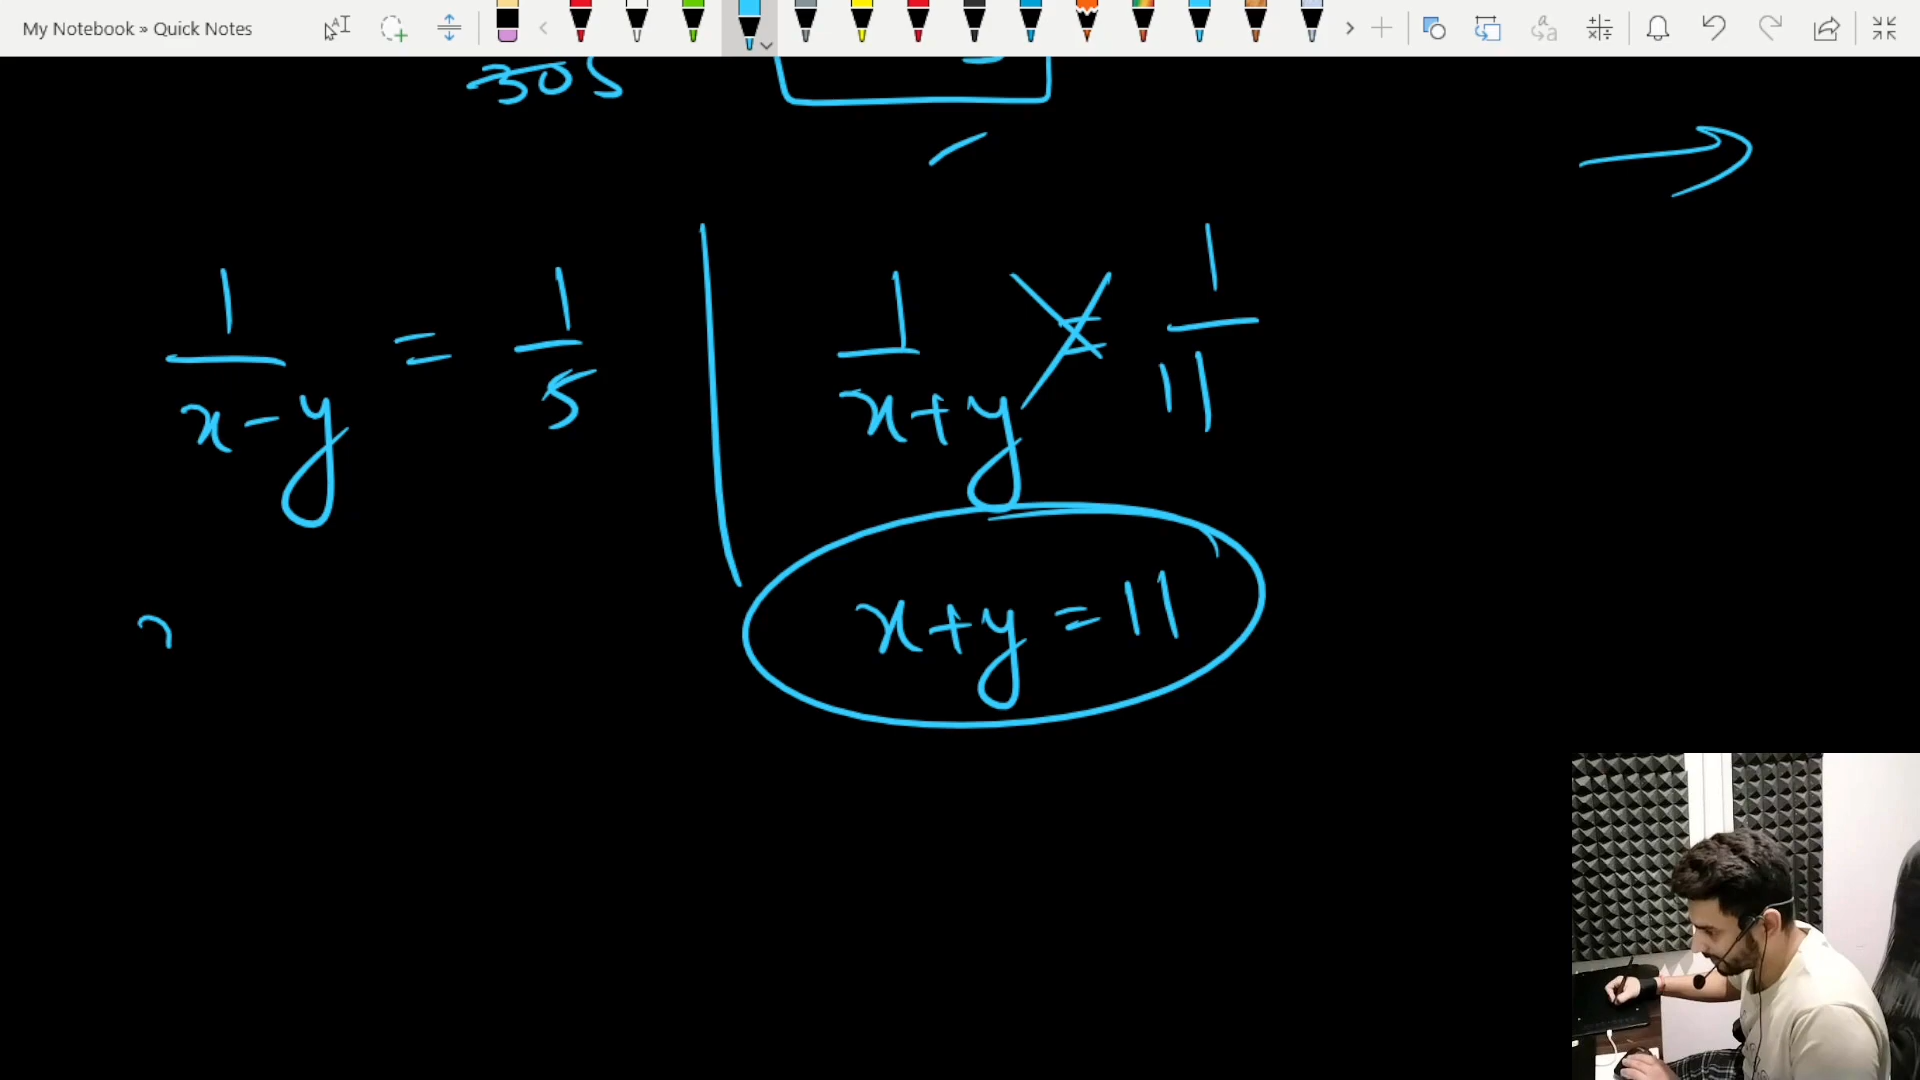 My Notebook » Quick Notes
305
1/(x-y) = 1/5
1/(x+y) = 1/11
x+y=11